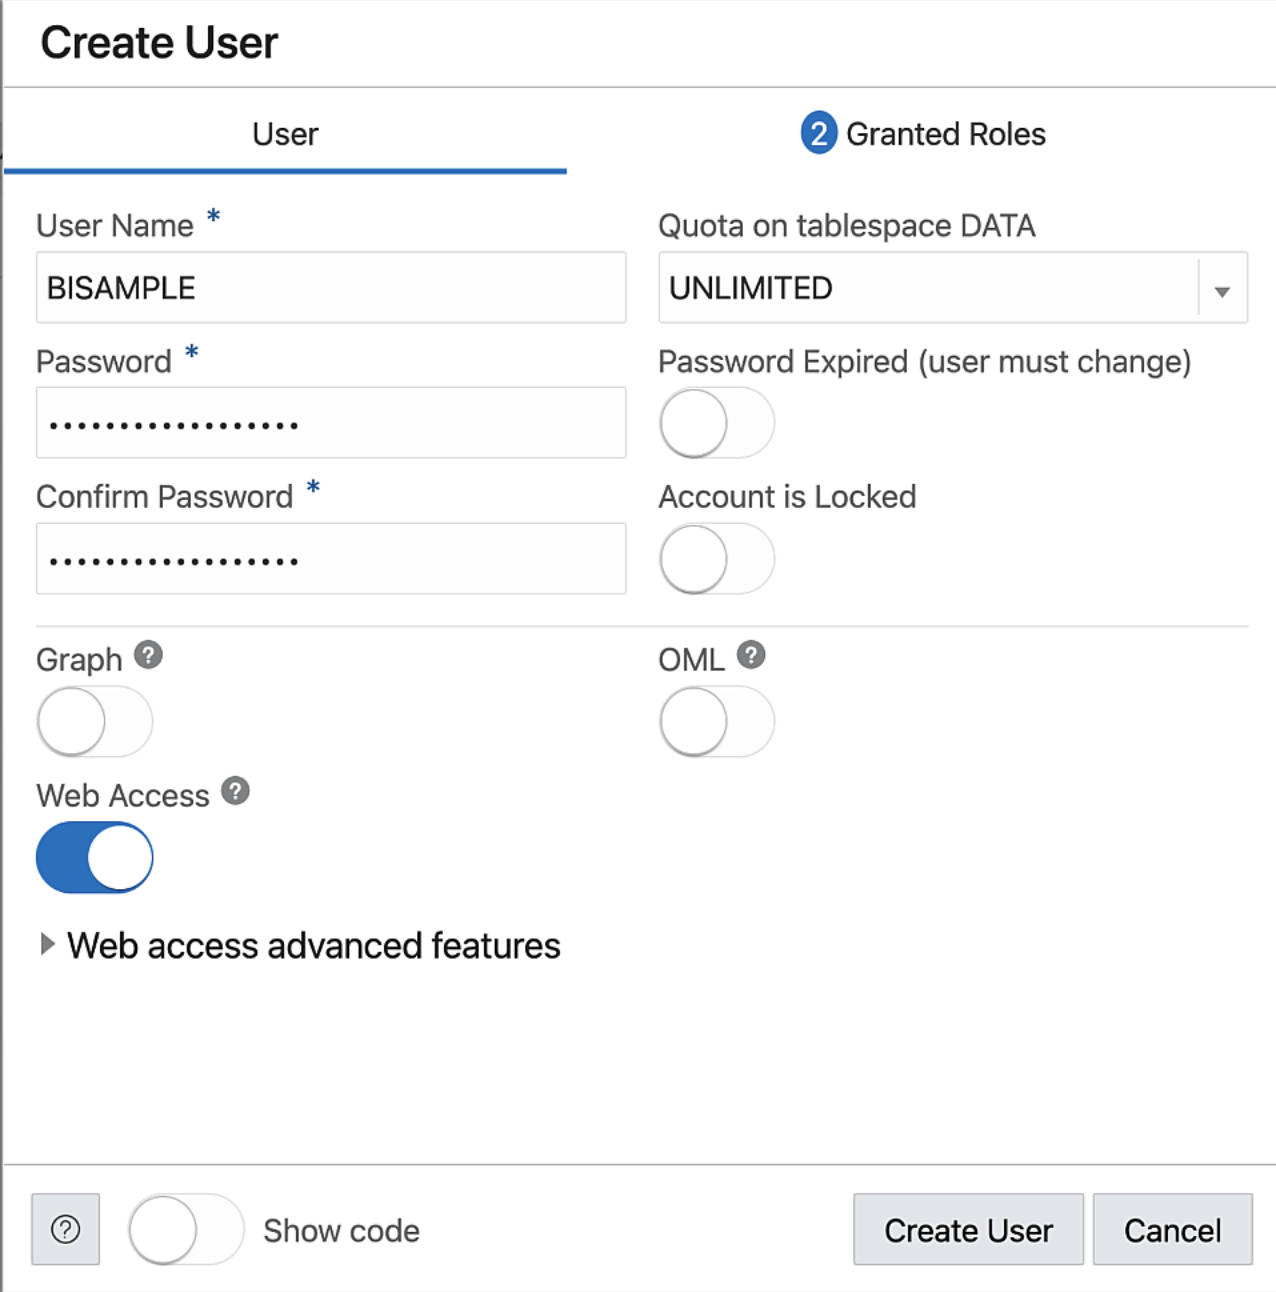 Create User
User
2 Granted Roles
User Name *
Quota on tablespace DATA
BISAMPLE
UNLIMITED
Password *
Password Expired (user must change)
••••••••••••••••••
Confirm Password *
Account is Locked
••••••••••••••••••
Graph ?
OML ?
Web Access ?
Web access advanced features
? Show code
Create User
Cancel